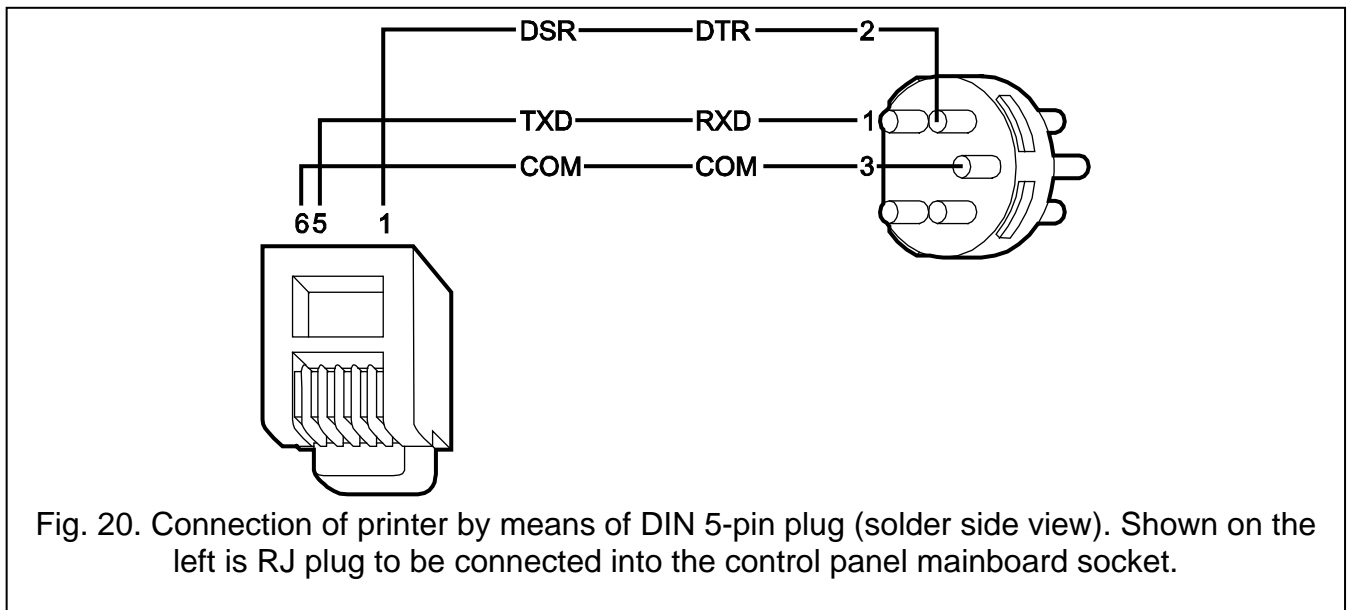 DSR DTR 2
TXD RXD 1
COM COM 3
65 1
Fig. 20. Connection of printer by means of DIN 5-pin plug (solder side view). Shown on the
left is RJ plug to be connected into the control panel mainboard socket.